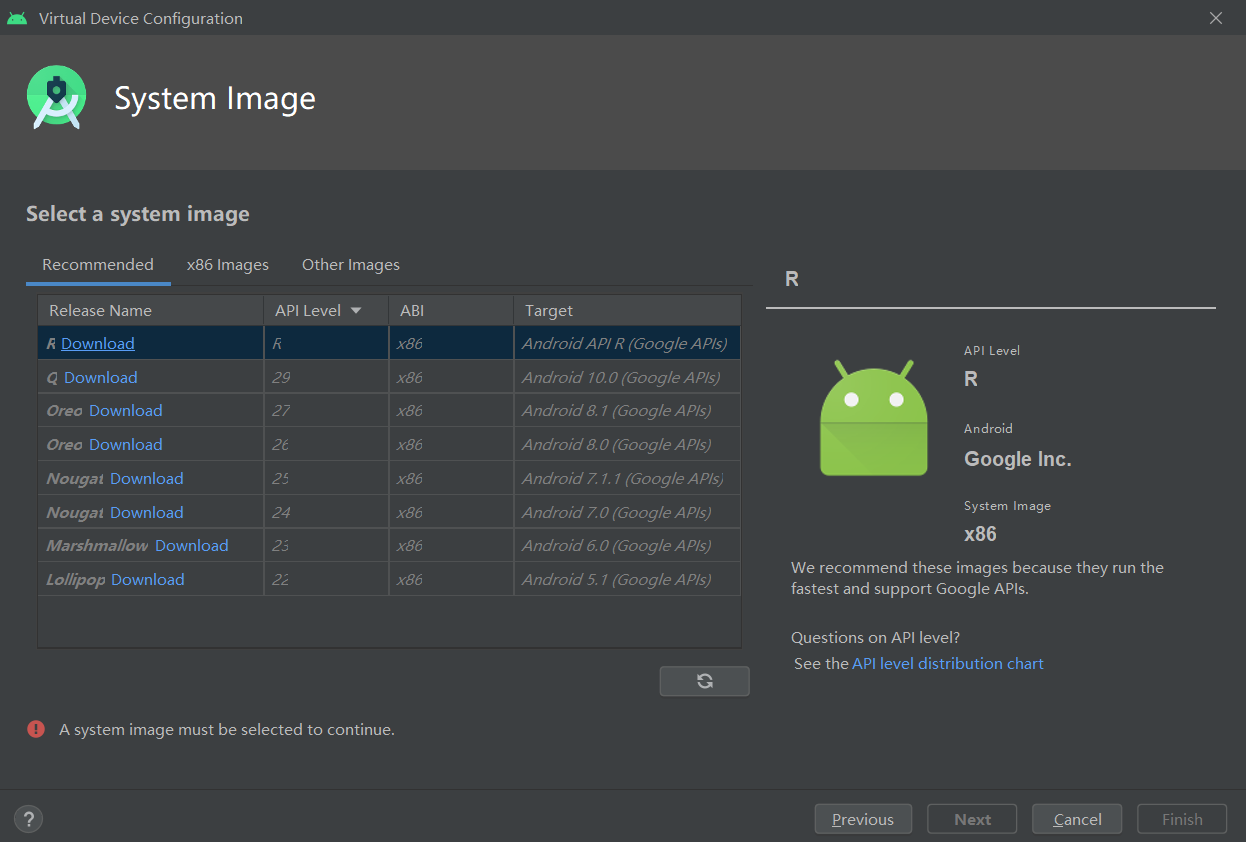 Virtual Device Configuration
System Image
Select a system image
Recommended x86 Images Other Images
Release Name API Level ABI Target
R Download R x86 Android API R (Google APIs)
Q Download 29 x86 Android 10.0 (Google APIs)
Oreo Download 27 x86 Android 8.1 (Google APIs)
Oreo Download 26 x86 Android 8.0 (Google APIs)
Nougat Download 25 x86 Android 7.1.1 (Google APIs)
Nougat Download 24 x86 Android 7.0 (Google APIs)
Marshmallow Download 23 x86 Android 6.0 (Google APIs)
Lollipop Download 22 x86 Android 5.1 (Google APIs)
R
API Level
R
Android
Google Inc.
System Image
x86
We recommend these images because they run the
fastest and support Google APIs.
Questions on API level?
See the API level distribution chart
! A system image must be selected to continue.
? Previous Next Cancel Finish